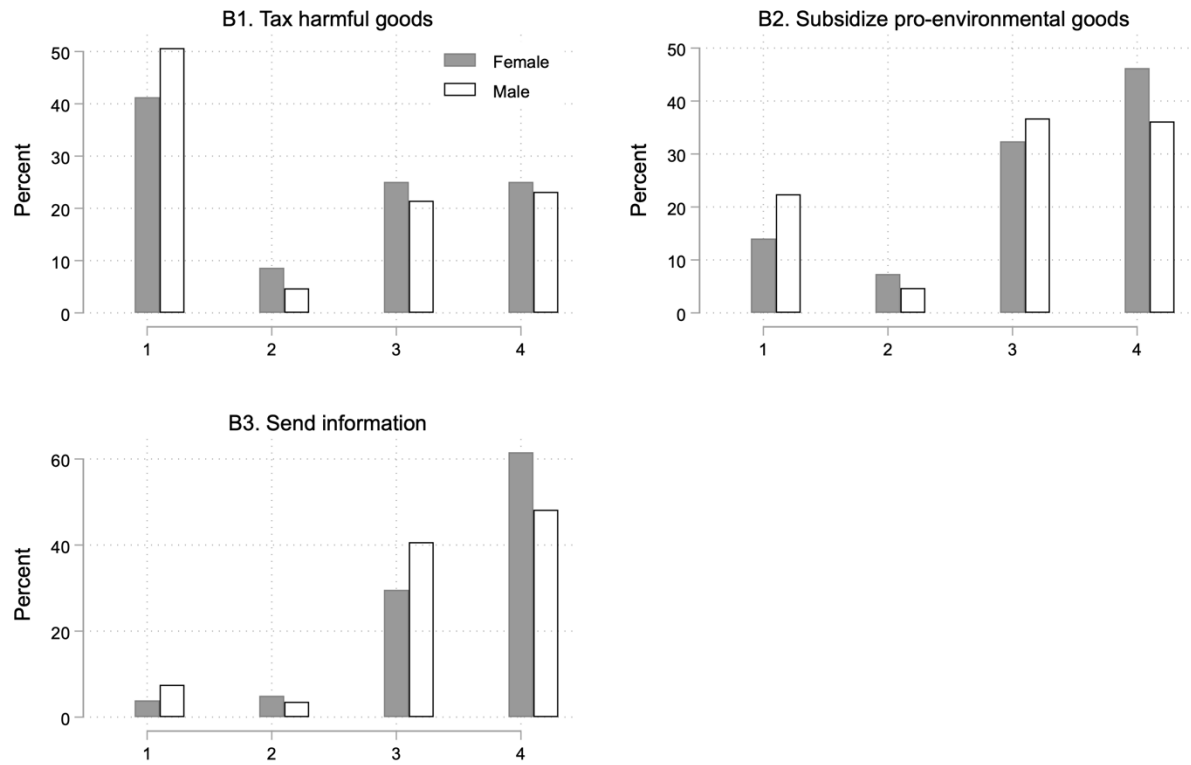 B1. Tax harmful goods
Percent
50
40
30
20
10
0
1 2 3 4
Female
Male
B2. Subsidize pro-environmental goods
Percent
50
40
30
20
10
0
1 2 3 4
B3. Send information
Percent
60
40
20
0
1 2 3 4